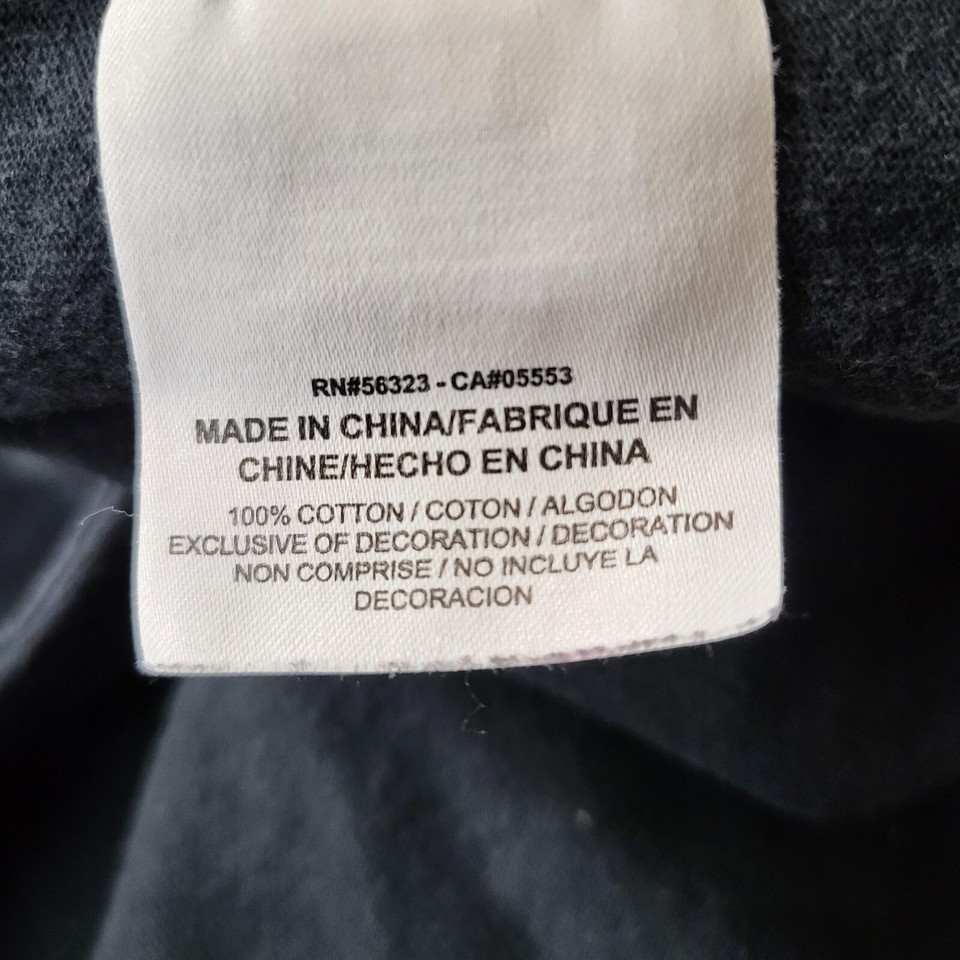 RN#56323 - CA#05553
MADE IN CHINA/FABRIQUE EN
CHINE/HECHO EN CHINA
100% COTTON / COTON / ALGODON
EXCLUSIVE OF DECORATION / DECORATION
NON COMPRISE / NO INCLUYE LA
DECORACION